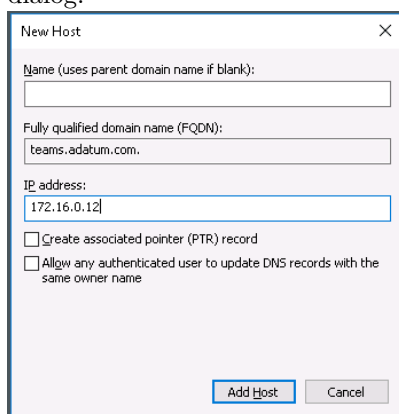 dialog.
New Host
Name (uses parent domain name if blank):
Fully qualified domain name (FQDN):
teams.adatum.com.
IP address:
172.16.0.12
Create associated pointer (PTR) record
Allow any authenticated user to update DNS records with the
same owner name
Add Host Cancel